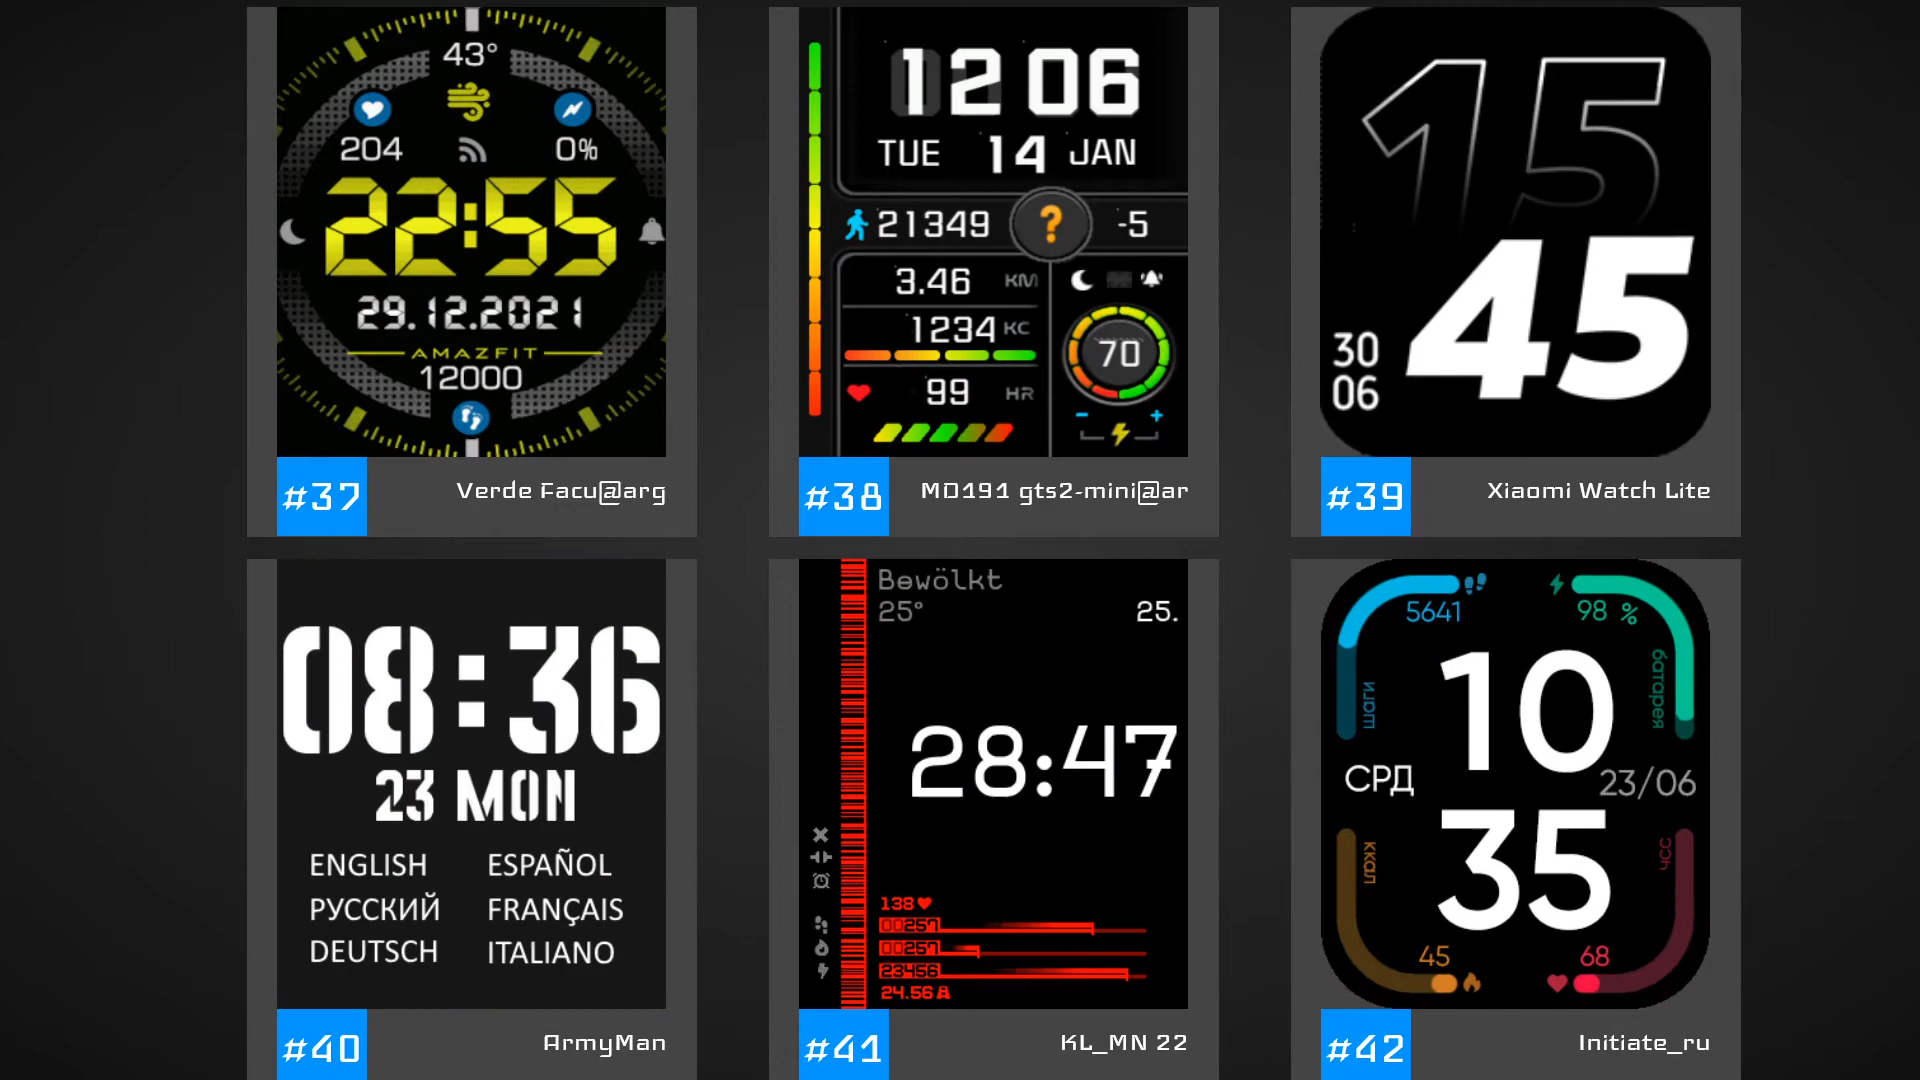 43°
204
0%
22:55
29.12.2021
AMAZFIT
12000
#37
Verde Facu@arg
12 06
TUE 14 JAN
21349
?
-5
3.46 KM
1234 KC
99 HR
70
- +
#38
MD191 gts2-mini@ar
15
45
30
06
#39
Xiaomi Watch Lite
08:36
23 MON
ENGLISH ESPAÑOL
РУССКИЙ FRANÇAIS
DEUTSCH ITALIANO
#40
ArmyMan
Bewölkt
25°
25.
28:47
138
00257
00257
23456
24.56
#41
KL_MN 22
5641
98 %
шаги
батарея
10
СРД
23/06
35
ккал
чсс
45
68
#42
Initiate_ru